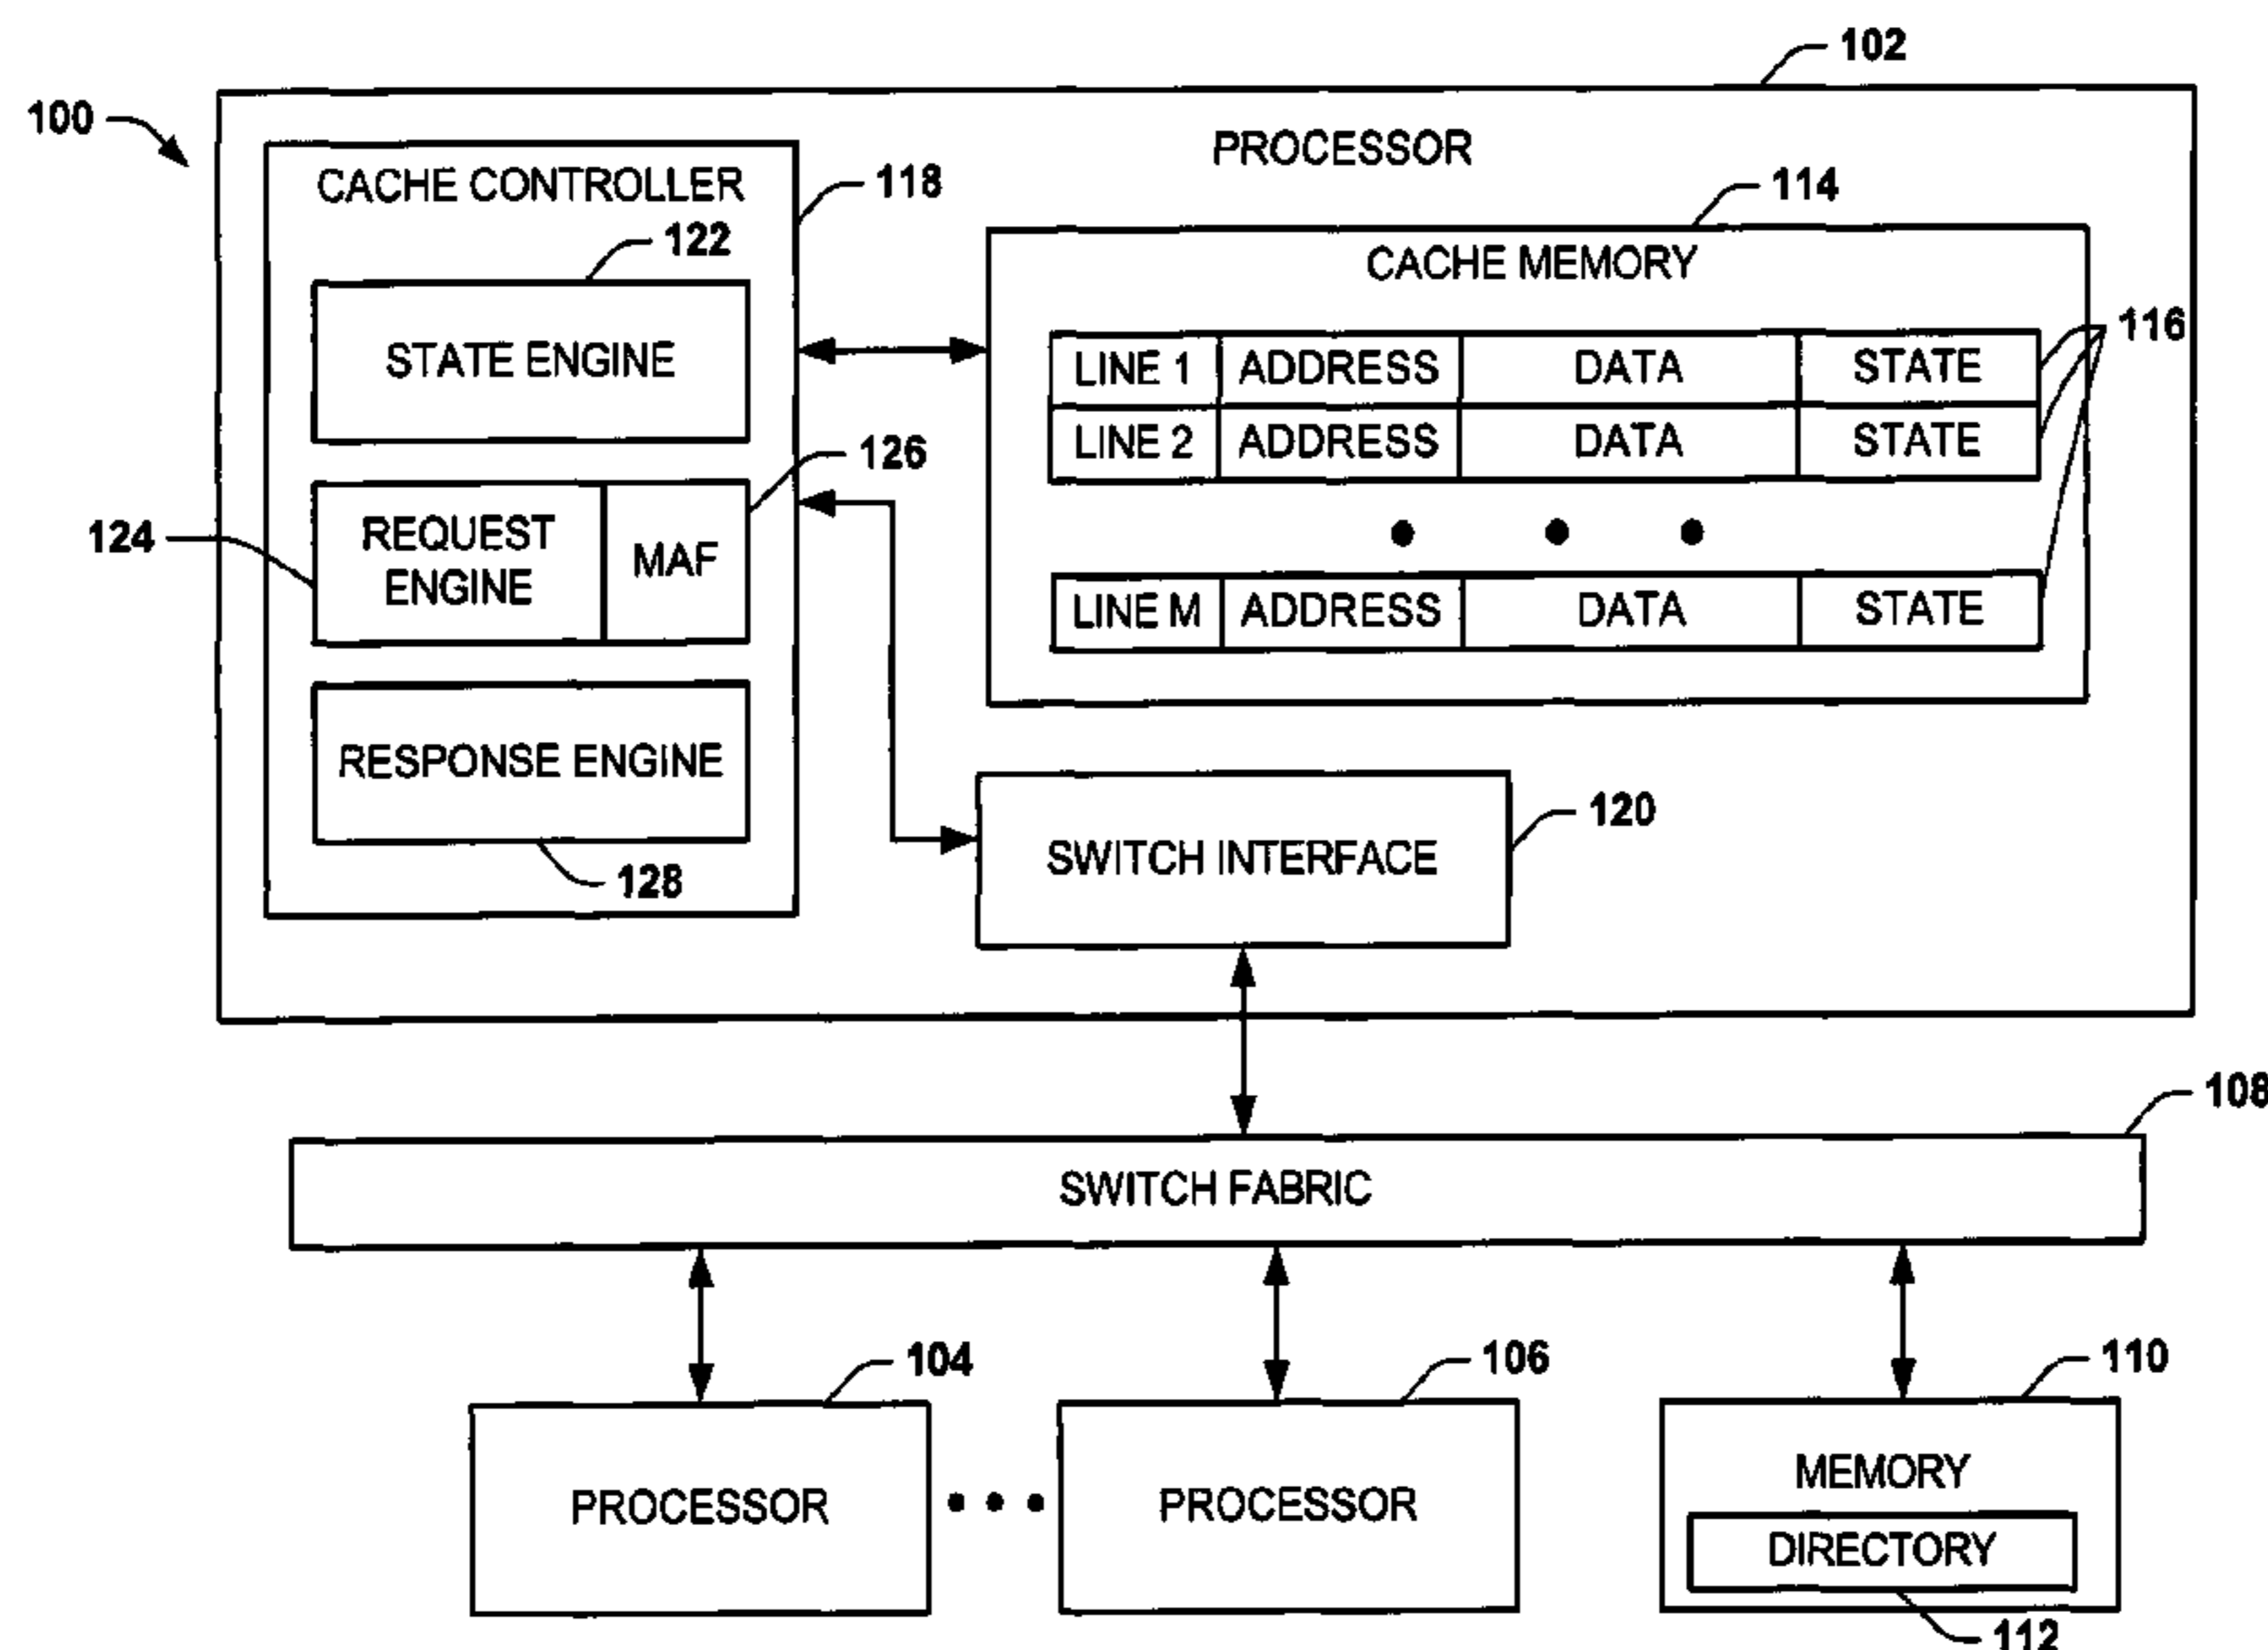 102
100
PROCESSOR
CACHE CONTROLLER
118
114
122
CACHE MEMORY
STATE ENGINE
116
LINE 1 ADDRESS DATA STATE
LINE 2 ADDRESS DATA STATE
126
124
REQUEST
ENGINE
MAF
LINE M ADDRESS DATA STATE
RESPONSE ENGINE
120
SWITCH INTERFACE
128
108
SWITCH FABRIC
104
106
110
PROCESSOR
PROCESSOR
MEMORY
DIRECTORY
112